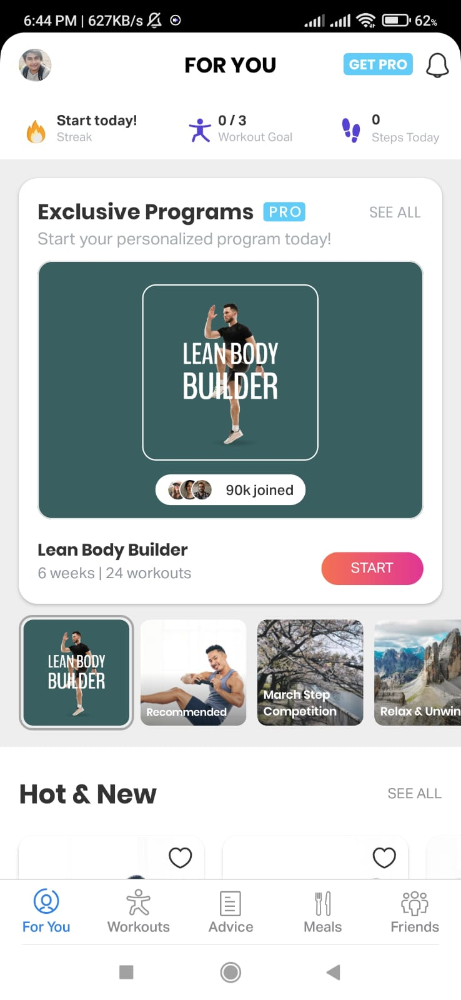 6:44 PM | 627KB/s
62%
FOR YOU
GET PRO
Start today!
Streak
0 / 3
Workout Goal
0
Steps Today
Exclusive Programs PRO
SEE ALL
Start your personalized program today!
LEAN BODY
BUILDER
90k joined
Lean Body Builder
6 weeks | 24 workouts
START
LEAN BODY
BUILDER
Recommended
March Step
Competition
Relax & Unwin
Hot & New
SEE ALL
For You
Workouts
Advice
Meals
Friends